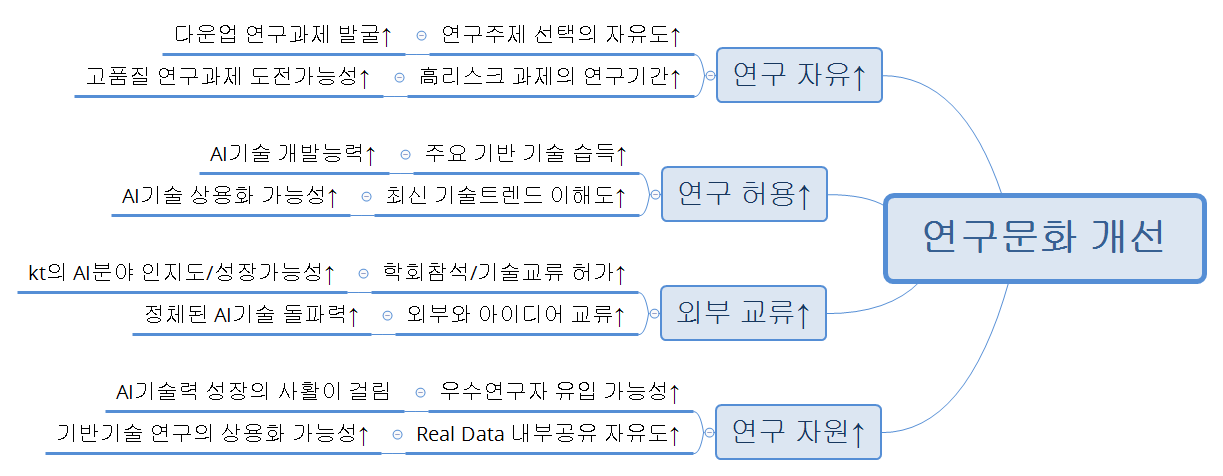 다운업 연구과제 발굴↑
연구주제 선택의 자유도↑
고품질 연구과제 도전가능성↑
高리스크 과제의 연구기간↑
연구 자유↑
AI기술 개발능력↑
주요 기반 기술 습득↑
AI기술 상용화 가능성↑
최신 기술트렌드 이해도↑
연구 허용↑
연구문화 개선
kt의 AI분야 인지도/성장가능성↑
학회참석/기술교류 허가↑
정체된 AI기술 돌파력↑
외부와 아이디어 교류↑
외부 교류↑
AI기술력 성장의 사활이 걸림
우수연구자 유입 가능성↑
기반기술 연구의 상용화 가능성↑
Real Data 내부공유 자유도↑
연구 자원↑